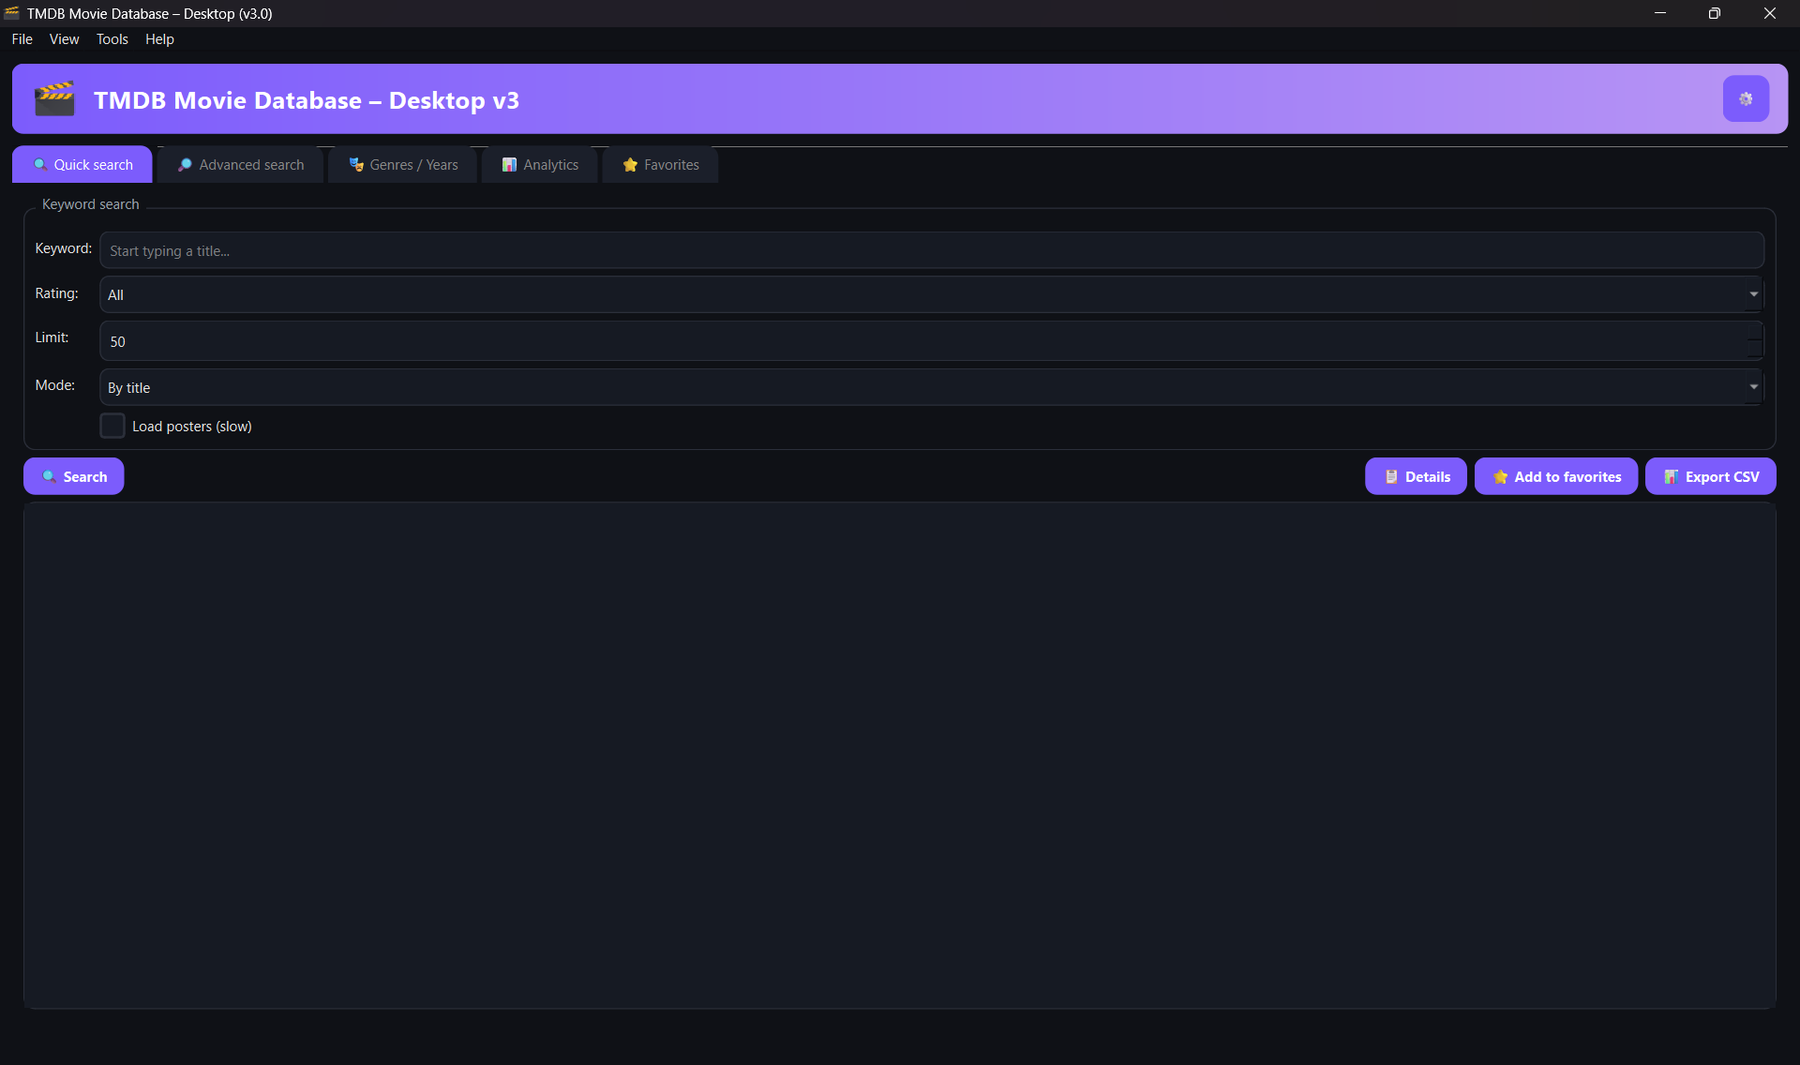 TMDB Movie Database – Desktop (v3.0)
File View Tools Help
TMDB Movie Database – Desktop v3
Quick search Advanced search Genres / Years Analytics Favorites
Keyword search
Keyword: Start typing a title...
Rating: All
Limit: 50
Mode: By title
Load posters (slow)
Search Details Add to favorites Export CSV